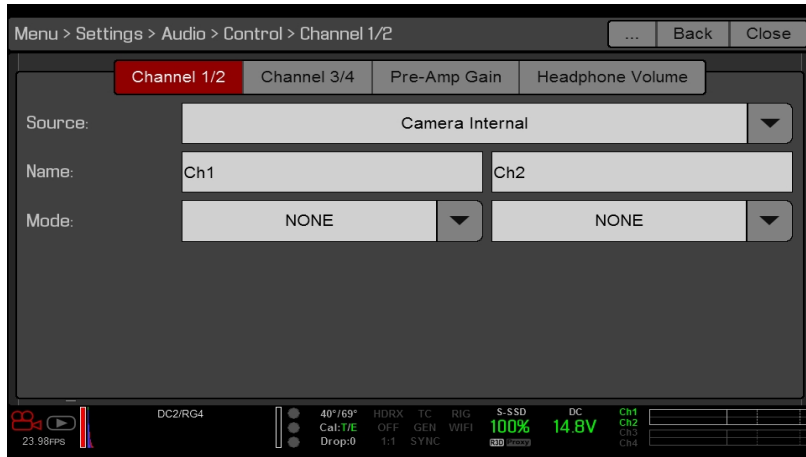 Menu > Settings > Audio > Control > Channel 1/2 ... Back Close
Channel 1/2 Channel 3/4 Pre-Amp Gain Headphone Volume
Source: Camera Internal
Name: Ch1 Ch2
Mode: NONE NONE
DC2/RG4 40°/69° HDRX TC RIG S-SSD DC Ch1
Cal:T/E OFF GEN WIFI 100% 14.8V Ch2
23.98FPS Drop:0 1:1 SYNC R3D Proxy Ch3
Ch4